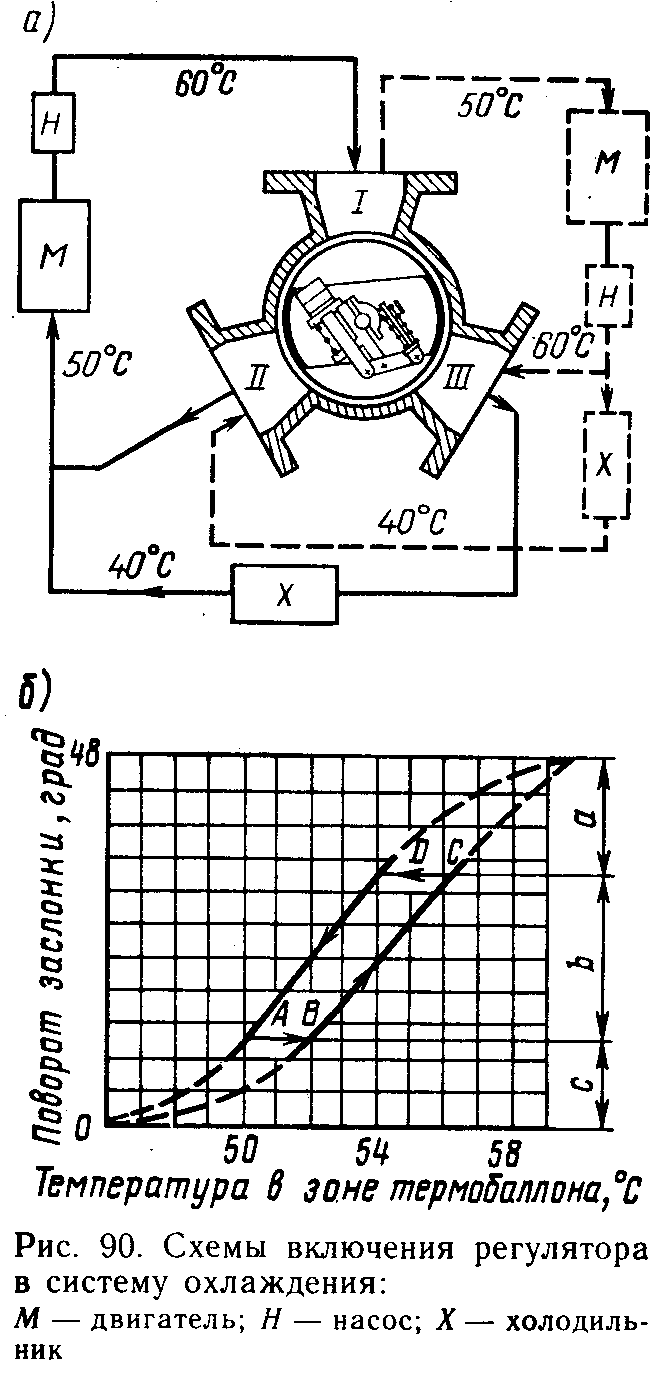 а)
60°С
50°С
Н
М
I
М
Н
50°С
II
III
60°С
Х
40°С
40°С
Х
б)
48
Поворот заслонки, град
D C
a
A B
b
c
0
50 54 58
Температура в зоне термобаллона,°С
Рис. 90. Схемы включения регулятора
в систему охлаждения:
М — двигатель; Н — насос; Х — холодиль-
ник